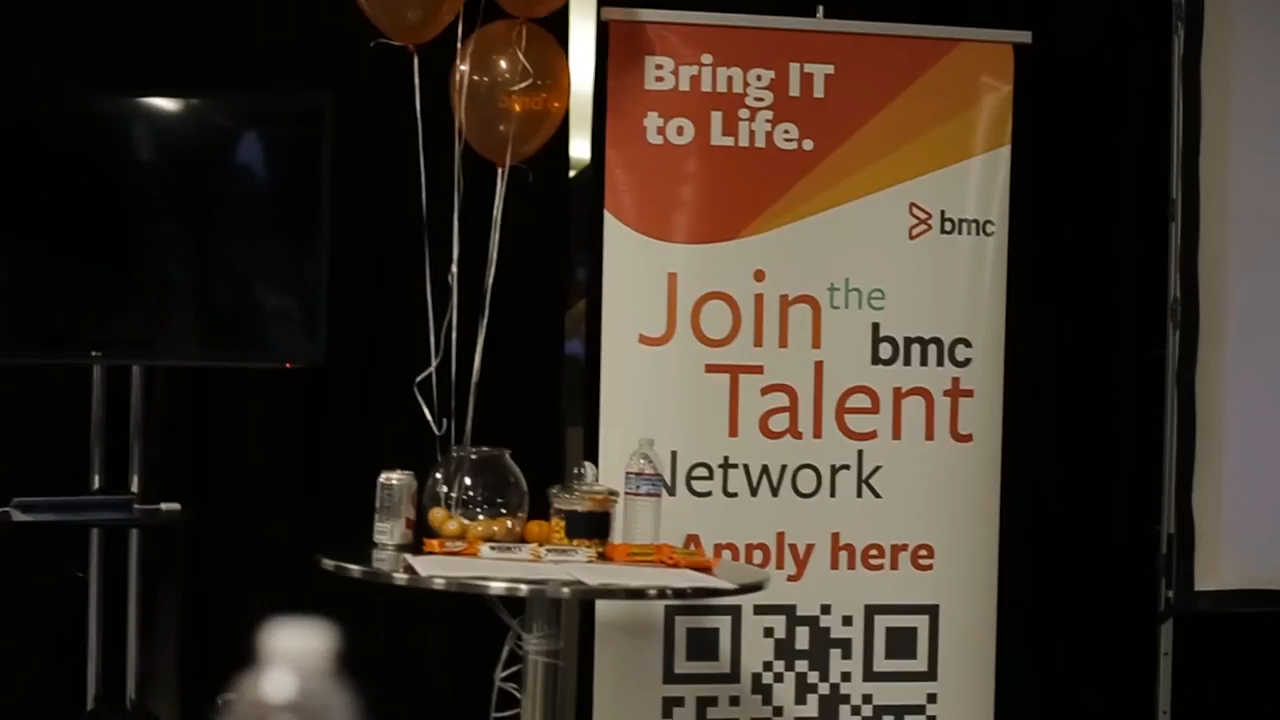 Bring IT
to Life.
bmc
Join the
bmc
Talent
Network
Apply here